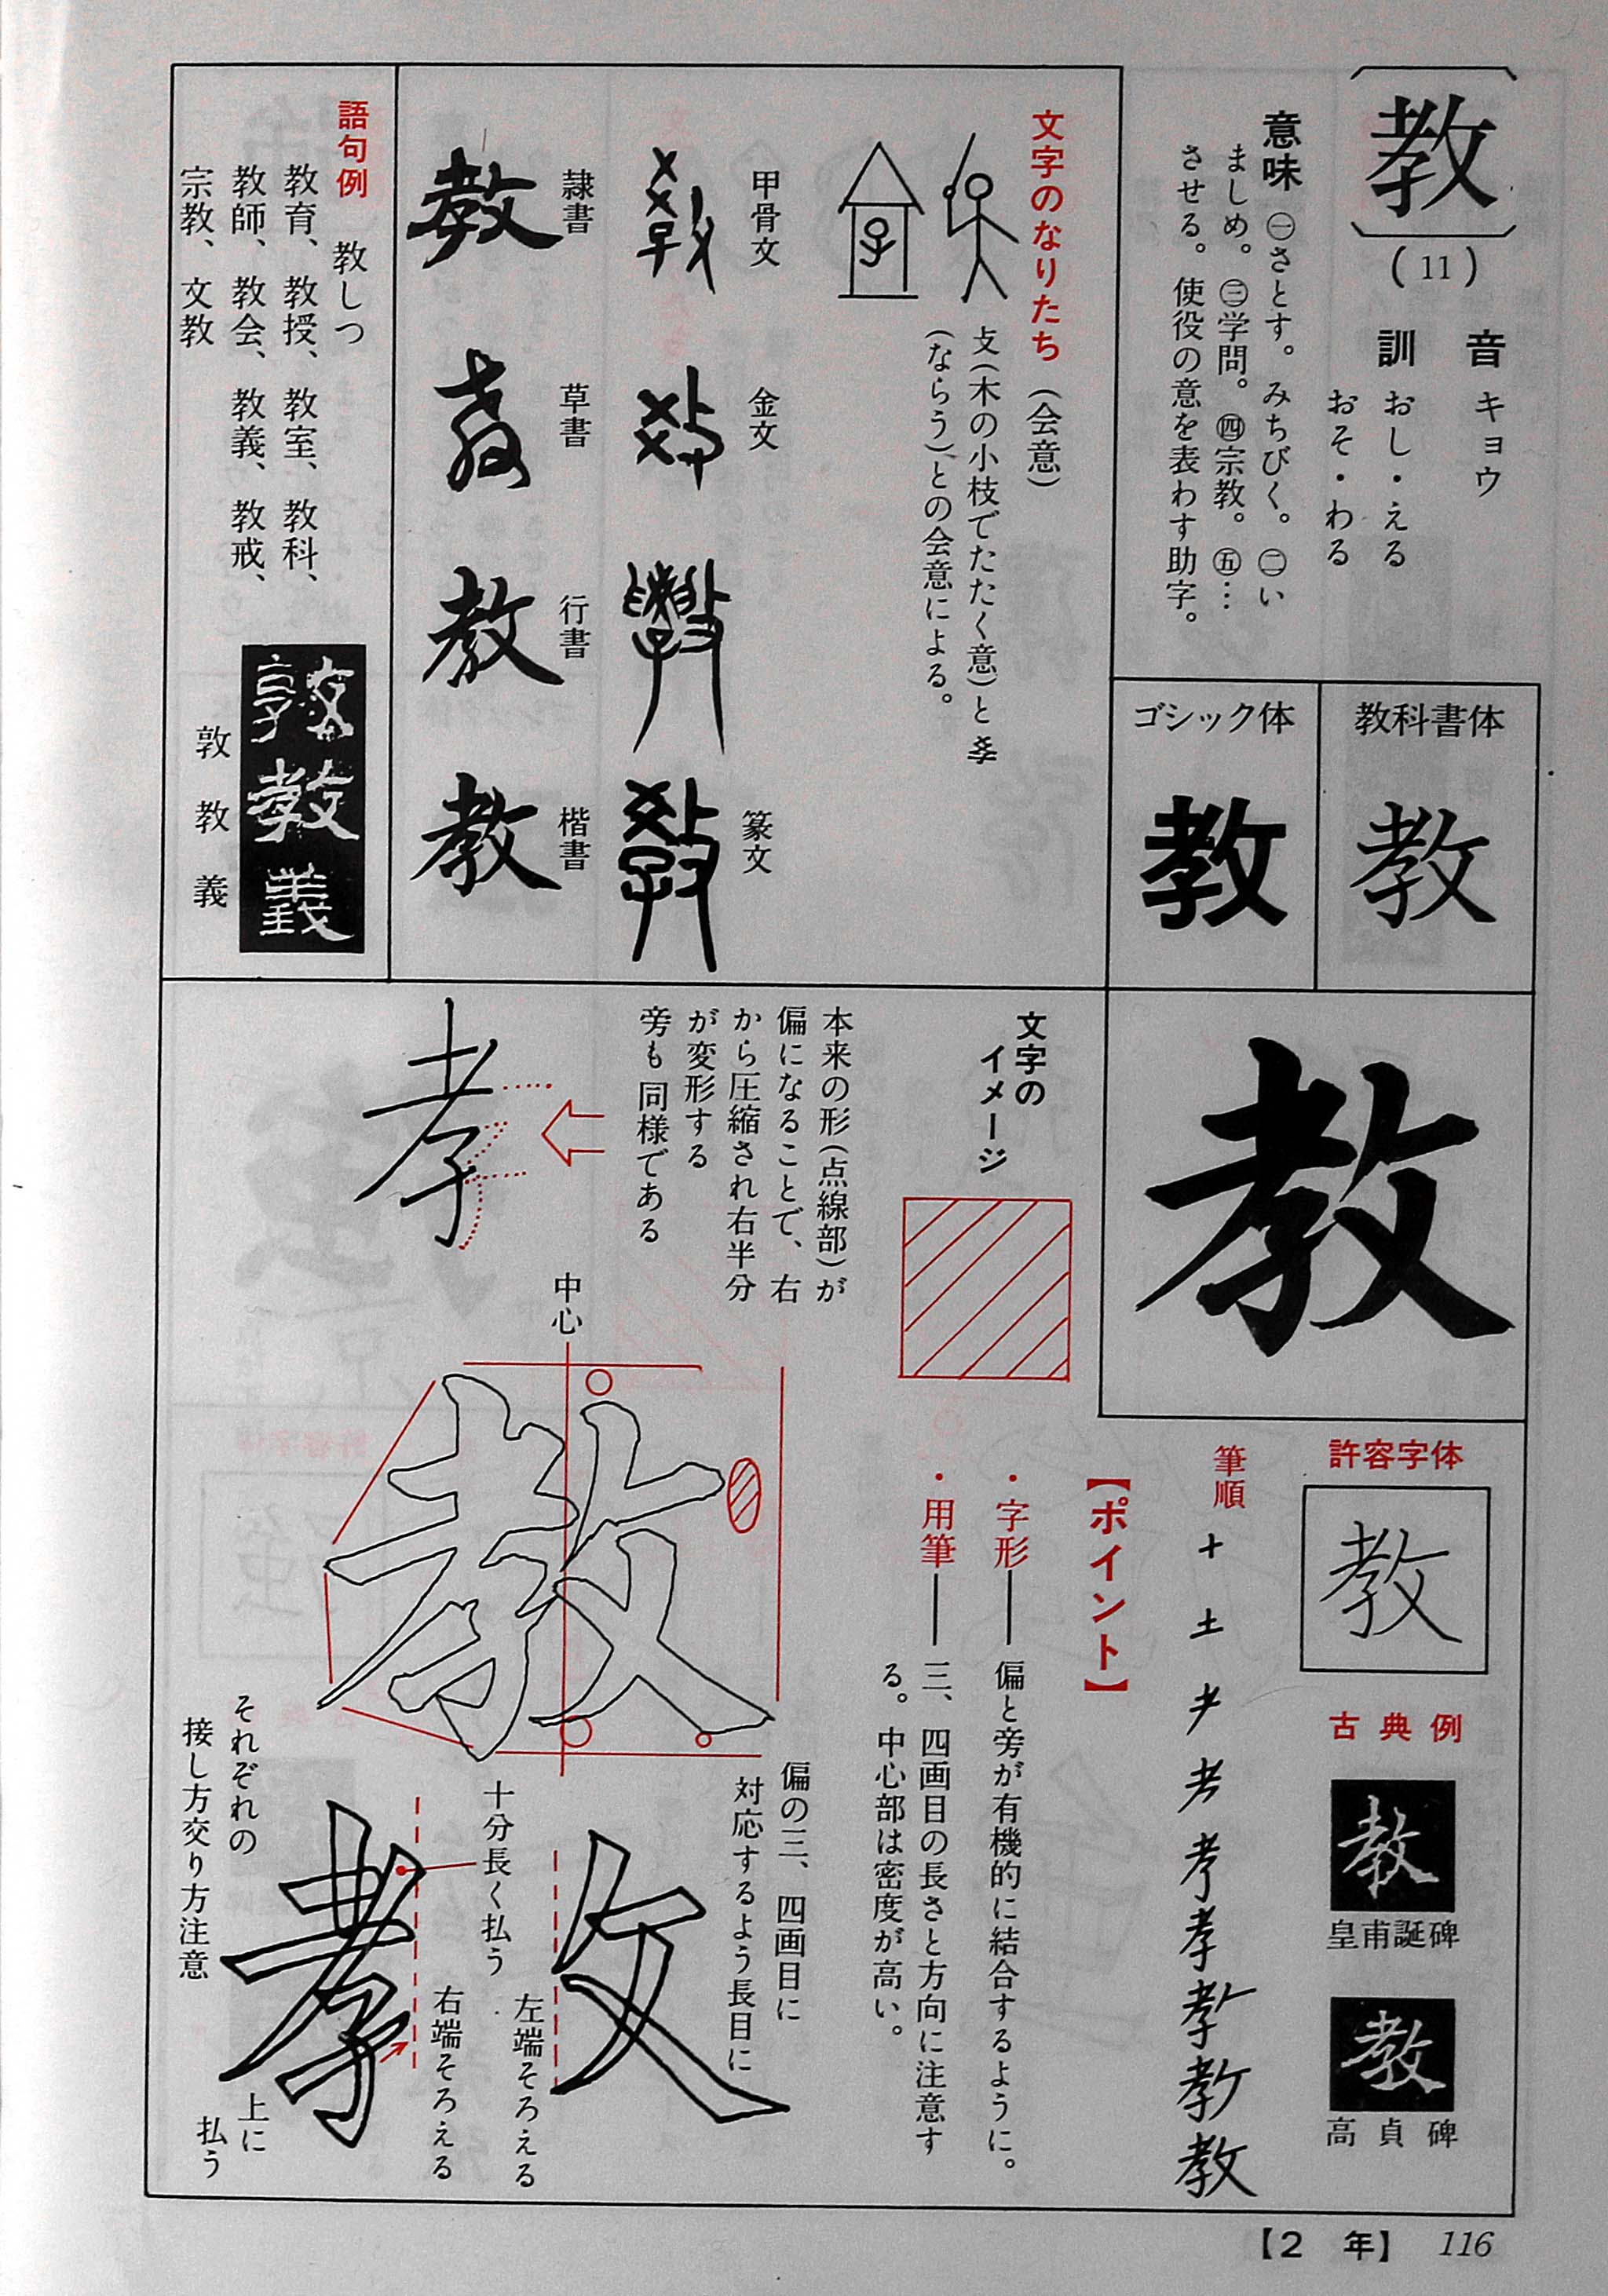 教
(11)
音 キョウ
訓 おし・える
おそ・わる
意味 ㊀さとす。みちびく。㊁い
ましめ。㊂学問。㊃宗教。㊄…
させる。使役の意を表わす助字。
教科書体
教
ゴシック体
教
文字のなりたち(会意)
攴(木の小枝でたたく意)と
(ならう)との会意による。
甲骨文
金文
篆文
隷書
教
草書
教
行書
教
楷書
教
語句例 教しつ
教育、教授、教室、教科、
教師、教会、教義、教戒、
宗教、文教
敦教義
敦教義
教
文字の
イメージ
本来の形(点線部)が
偏になることで、右
から圧縮され右半分
が変形する
旁も同様である
許容字体
教
古典例
教
皇甫誕碑
教
高貞碑
筆順
十 土 耂 孝 教
【ポイント】
・字形── 偏と旁が有機的に結合するように。
・用筆── 三、四画目の長さと方向に注意す
る。中心部は密度が高い。
中心
教
偏の三、四画目に
対応するよう長目に
攵
左端そろえる
十分長く払う
右端そろえる
孝
それぞれの
接し方交り方注意
上に
払う
【2 年】 116